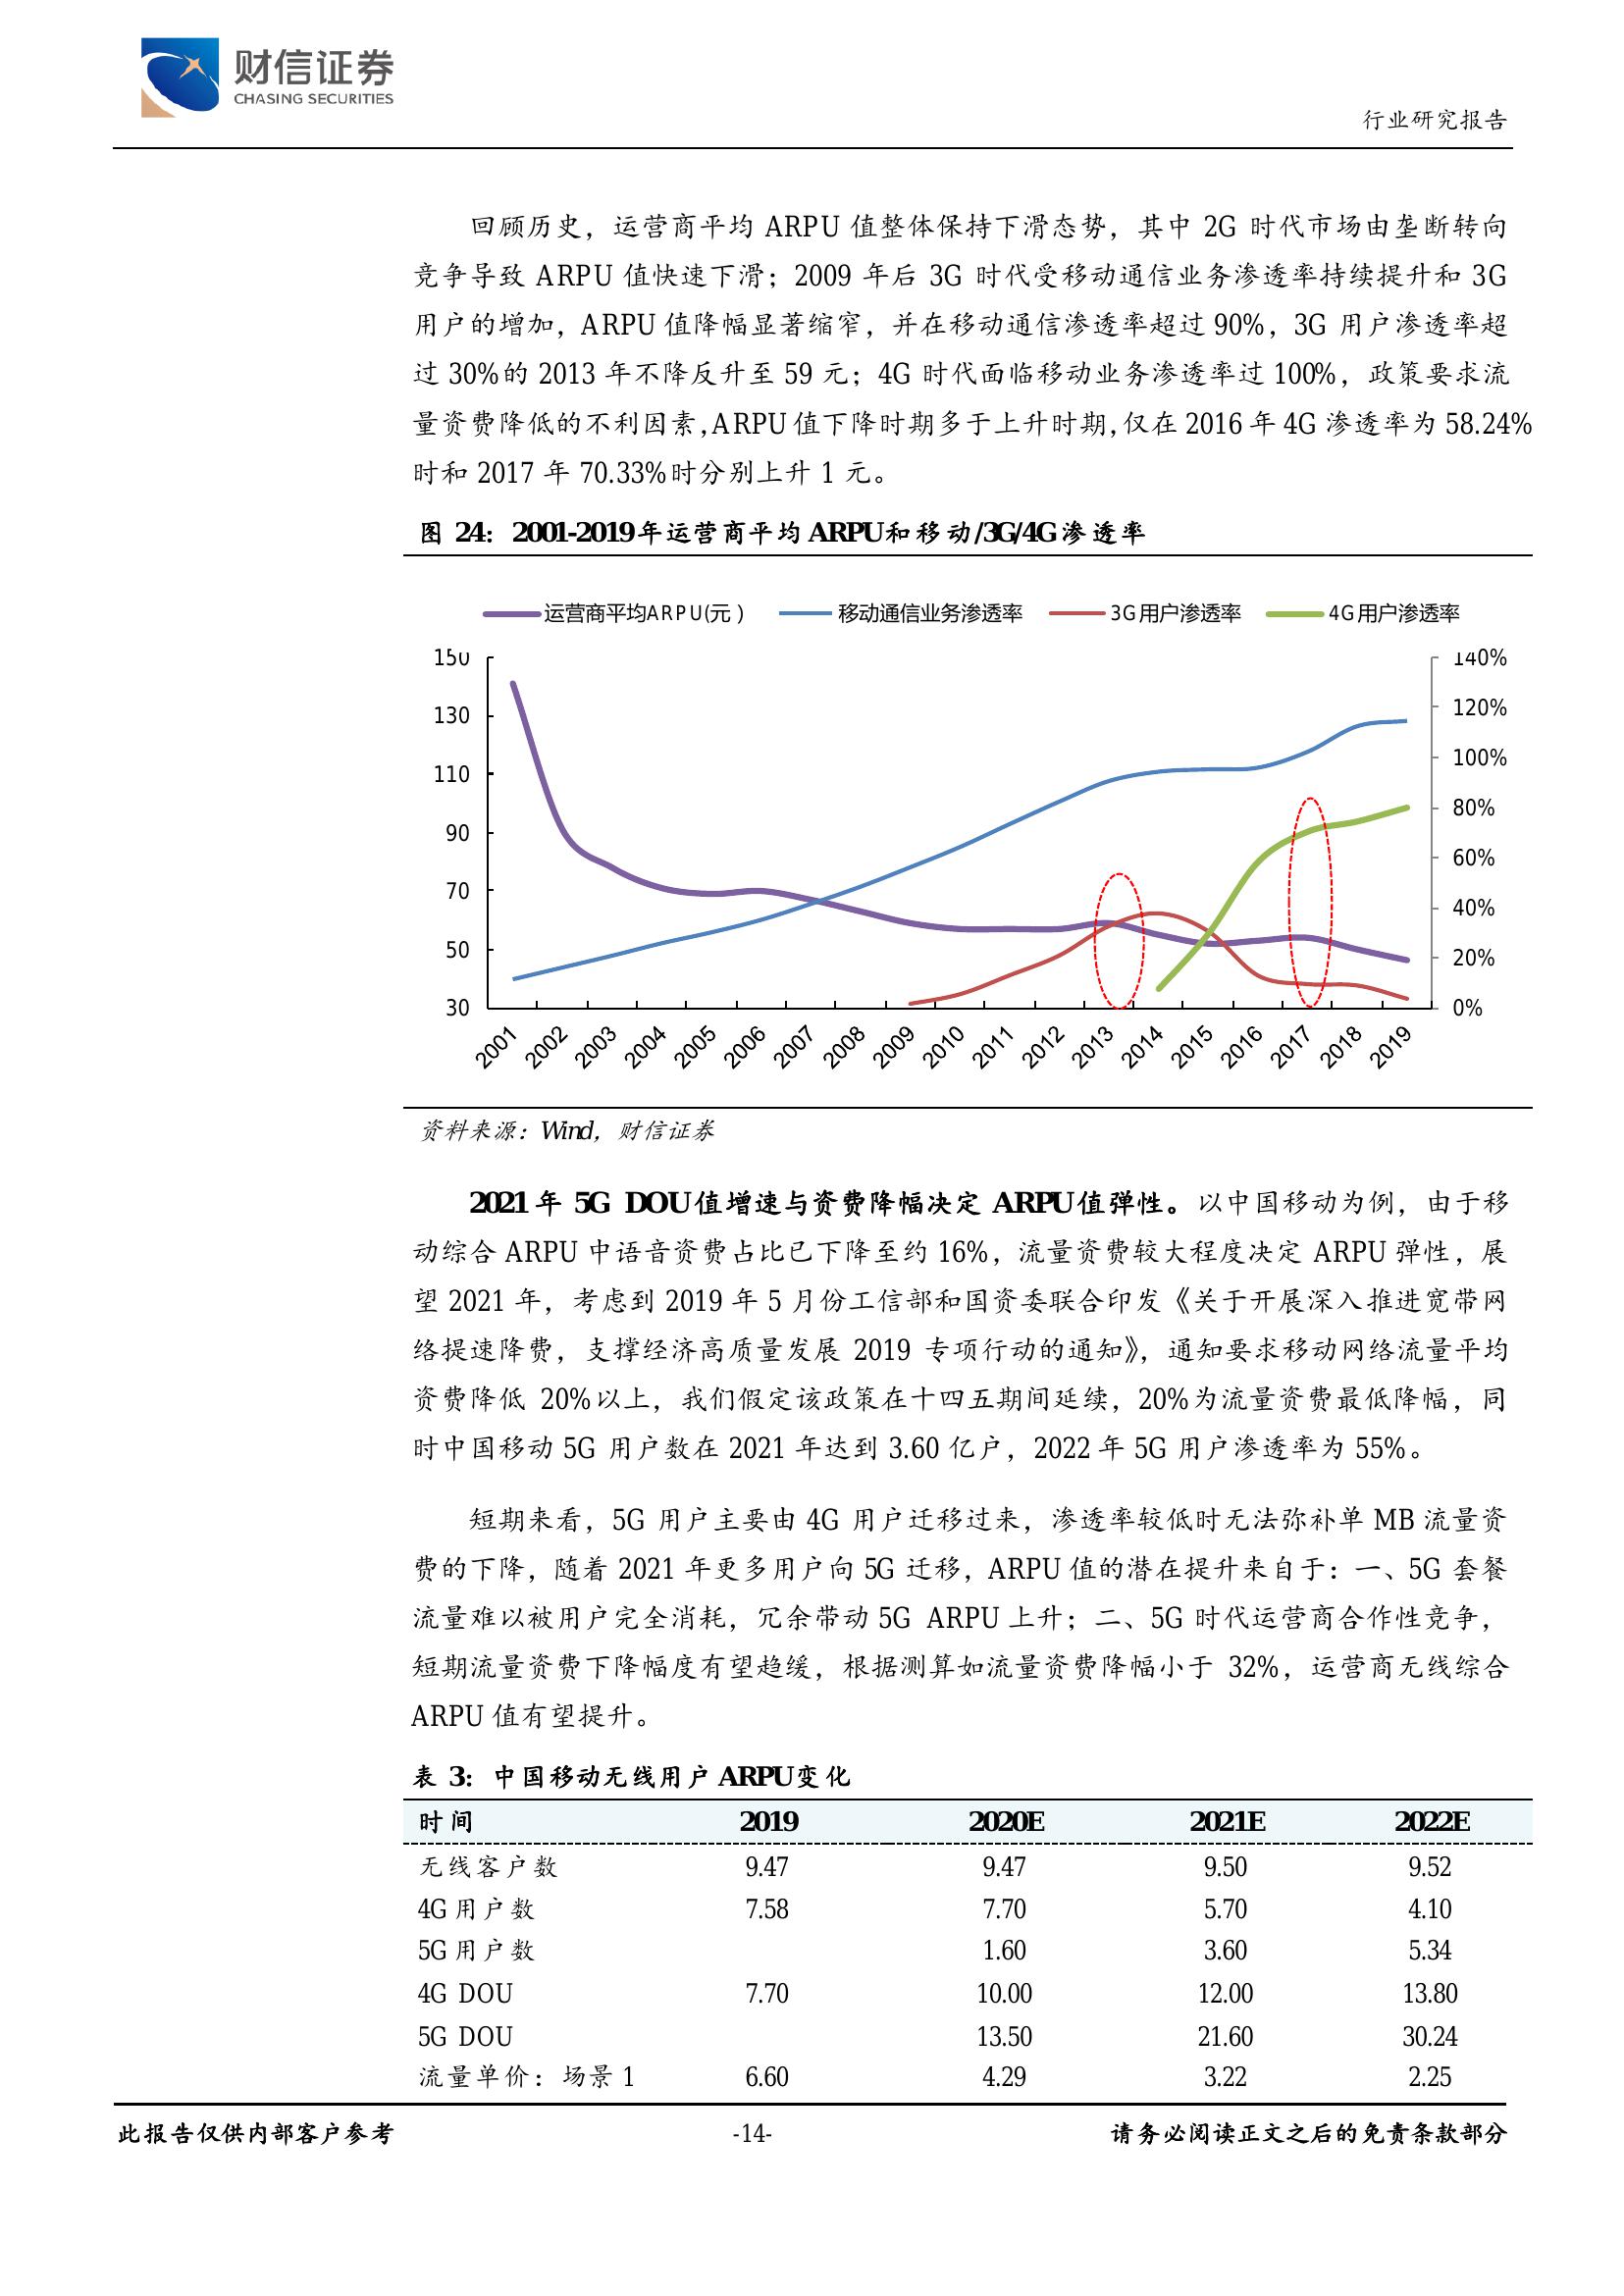 财信证券
CHASING SECURITIES
行业研究报告
回顾历史，运营商平均 ARPU 值整体保持下滑态势，其中 2G 时代市场由垄断转向
竞争导致 ARPU 值快速下滑；2009 年后 3G 时代受移动通信业务渗透率持续提升和 3G
用户的增加，ARPU 值降幅显著缩窄，并在移动通信渗透率超过 90%，3G 用户渗透率超
过 30%的 2013 年不降反升至 59 元；4G 时代面临移动业务渗透率过 100%，政策要求流
量资费降低的不利因素,ARPU 值下降时期多于上升时期,仅在 2016 年 4G 渗透率为 58.24%
时和 2017 年 70.33%时分别上升 1 元。
图 24：2001-2019 年运营商平均 ARPU 和移动/3G/4G 渗透率
运营商平均ARPU(元 ) 移动通信业务渗透率 3G用户渗透率 4G用户渗透率
150 140%
130 120%
110 100%
90 80%
70 60%
50 40%
30 20%
0%
2001 2002 2003 2004 2005 2006 2007 2008 2009 2010 2011 2012 2013 2014 2015 2016 2017 2018 2019
资料来源：Wind，财信证券
2021 年 5G DOU 值增速与资费降幅决定 ARPU 值弹性。以中国移动为例，由于移
动综合 ARPU 中语音资费占比已下降至约 16%，流量资费较大程度决定 ARPU 弹性，展
望 2021 年，考虑到 2019 年 5 月份工信部和国资委联合印发《关于开展深入推进宽带网
络提速降费，支撑经济高质量发展 2019 专项行动的通知》，通知要求移动网络流量平均
资费降低 20%以上，我们假定该政策在十四五期间延续，20%为流量资费最低降幅，同
时中国移动 5G 用户数在 2021 年达到 3.60 亿户，2022 年 5G 用户渗透率为 55%。
短期来看，5G 用户主要由 4G 用户迁移过来，渗透率较低时无法弥补单 MB 流量资
费的下降，随着 2021 年更多用户向 5G 迁移，ARPU 值的潜在提升来自于：一、5G 套餐
流量难以被用户完全消耗，冗余带动 5G ARPU 上升；二、5G 时代运营商合作性竞争，
短期流量资费下降幅度有望趋缓，根据测算如流量资费降幅小于 32%，运营商无线综合
ARPU 值有望提升。
表 3：中国移动无线用户 ARPU 变化
时间 2019 2020E 2021E 2022E
无线客户数 9.47 9.47 9.50 9.52
4G 用户数 7.58 7.70 5.70 4.10
5G 用户数 1.60 3.60 5.34
4G DOU 7.70 10.00 12.00 13.80
5G DOU 13.50 21.60 30.24
流量单价：场景 1 6.60 4.29 3.22 2.25
此报告仅供内部客户参考 -14- 请务必阅读正文之后的免责条款部分